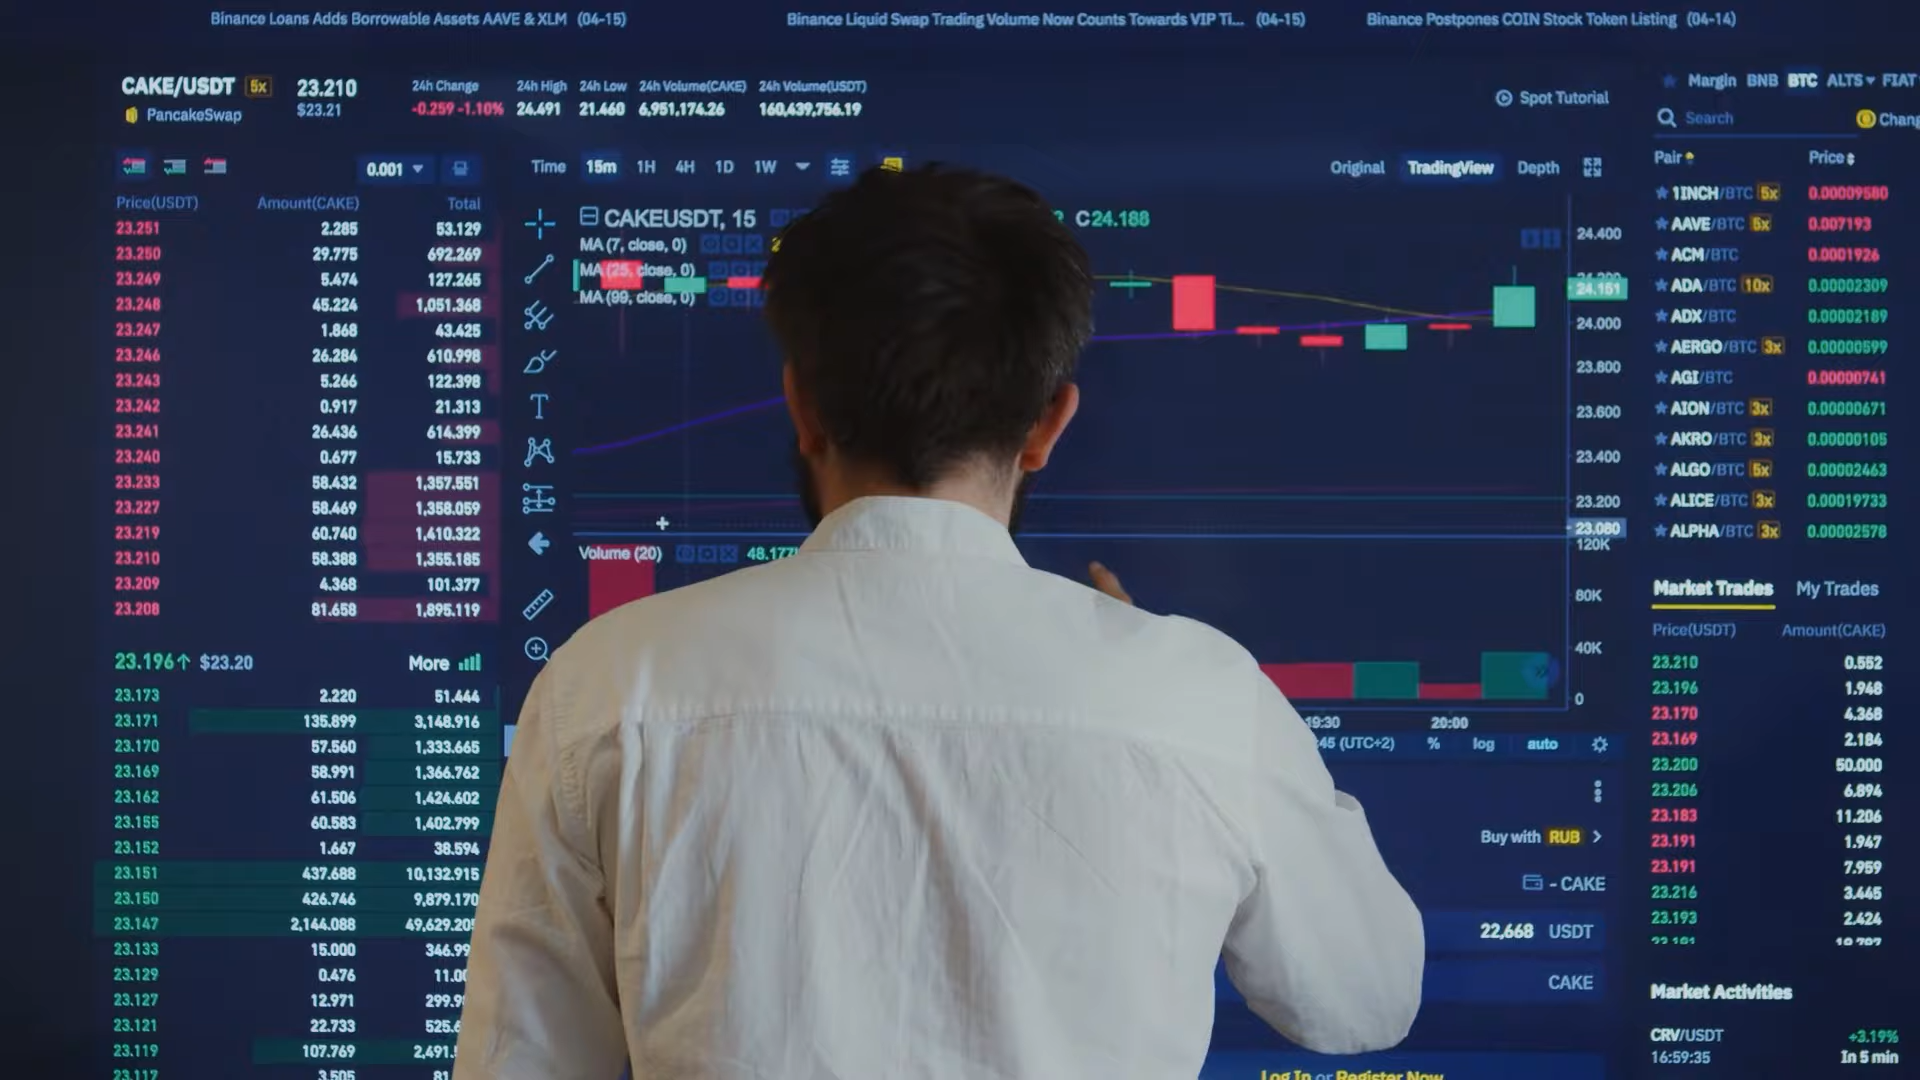 Binance Loans Adds Borrowable Assets AAVE & XLM (04-15) Binance Liquid Swap Trading Volume Now Counts Towards VIP Ti... (04-15) Binance Postpones COIN Stock Token Listing (04-14)
CAKE/USDT 5x 23.210
$23.21
PancakeSwap
24h Change 24h High 24h Low 24h Volume(CAKE) 24h Volume(USDT)
-0.259 -1.10% 24.491 21.460 6,951,174.26 160,439,756.19
Spot Tutorial
0.001
Price(USDT) Amount(CAKE) Total
23.251 2.285 53.129
23.250 29.775 692.269
23.249 5.474 127.265
23.248 45.224 1,051.368
23.247 1.868 43.425
23.246 26.284 610.998
23.243 5.266 122.398
23.242 0.917 21.313
23.241 26.436 614.399
23.240 0.677 15.733
23.233 58.432 1,357.551
23.227 58.469 1,358.059
23.219 60.740 1,410.322
23.210 58.388 1,355.185
23.209 4.368 101.377
23.208 81.658 1,895.119
23.196↑ $23.20 More
23.173 2.220 51.444
23.171 135.899 3,148.916
23.170 57.560 1,333.665
23.169 58.991 1,366.762
23.162 61.506 1,424.602
23.155 60.583 1,402.799
23.152 1.667 38.594
23.151 437.688 10,132.915
23.150 426.746 9,879.170
23.147 2,144.088 49,629.20
23.133 15.000 346.99
23.129 0.476 11.00
23.127 12.971 299.9
23.121 22.733 525.
23.119 107.769 2,491.
23.117 3.505 81
Time 15m 1H 4H 1D 1W
Original TradingView Depth
CAKEUSDT, 15 C24.188
MA (7, close, 0)
MA (25, close, 0)
MA (99, close, 0)
24.400
24.151
24.000
23.800
23.600
23.400
23.200
23.080
Volume (20) 48.177
120K
80K
40K
0
19:30 20:00
45 (UTC+2) % log auto
Buy with RUB
- CAKE
22,668 USDT
CAKE
Log In or Register Now
Margin BNB BTC ALTS FIAT
Search
Chang
Pair Price
1INCH/BTC 5x 0.00009580
AAVE/BTC 5x 0.007193
ACM/BTC 0.0001926
ADA/BTC 10x 0.00002309
ADX/BTC 0.00002189
AERGO/BTC 3x 0.00000599
AGI/BTC 0.00000741
AION/BTC 3x 0.00000671
AKRO/BTC 3x 0.00000105
ALGO/BTC 5x 0.00002463
ALICE/BTC 3x 0.00019733
ALPHA/BTC 3x 0.00002578
Market Trades My Trades
Price(USDT) Amount(CAKE)
23.210 0.552
23.196 1.948
23.170 4.368
23.169 2.184
23.200 50.000
23.206 6.894
23.183 11.206
23.191 1.947
23.191 7.959
23.216 3.445
23.193 2.424
Market Activities
CRV/USDT +3.19%
16:59:35 In 5 min